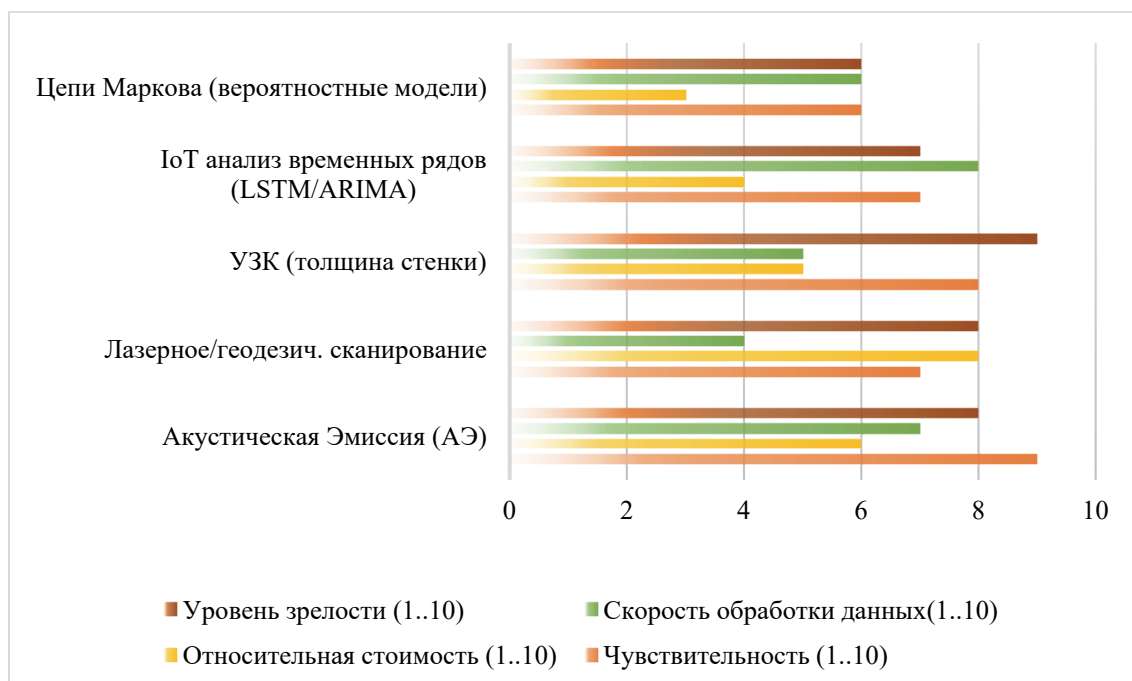 Цепи Маркова (вероятностные модели)
IoT анализ временных рядов
(LSTM/ARIMA)
УЗК (толщина стенки)
Лазерное/геодезич. сканирование
Акустическая Эмиссия (АЭ)
0 2 4 6 8 10
Уровень зрелости (1..10) Скорость обработки данных(1..10)
Относительная стоимость (1..10) Чувствительность (1..10)